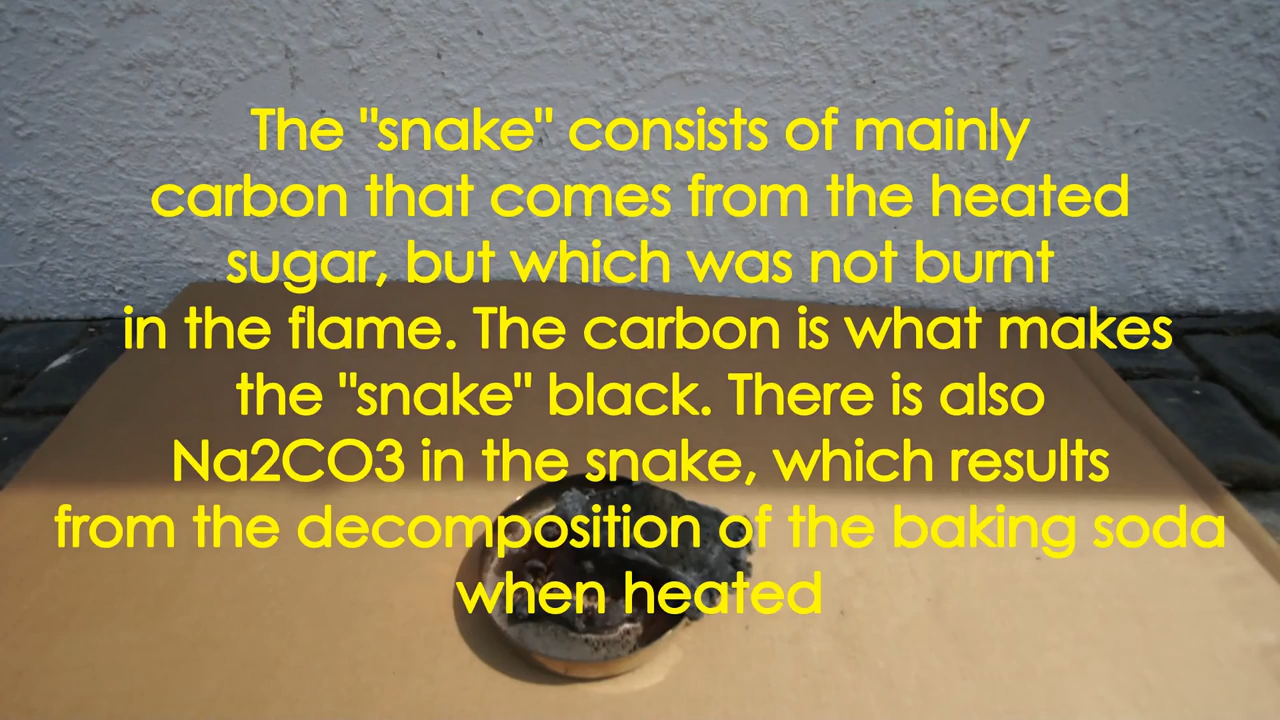 The "snake" consists of mainly
carbon that comes from the heated
sugar, but which was not burnt
in the flame. The carbon is what makes
the "snake" black. There is also
Na2CO3 in the snake, which results
from the decomposition of the baking soda
when heated